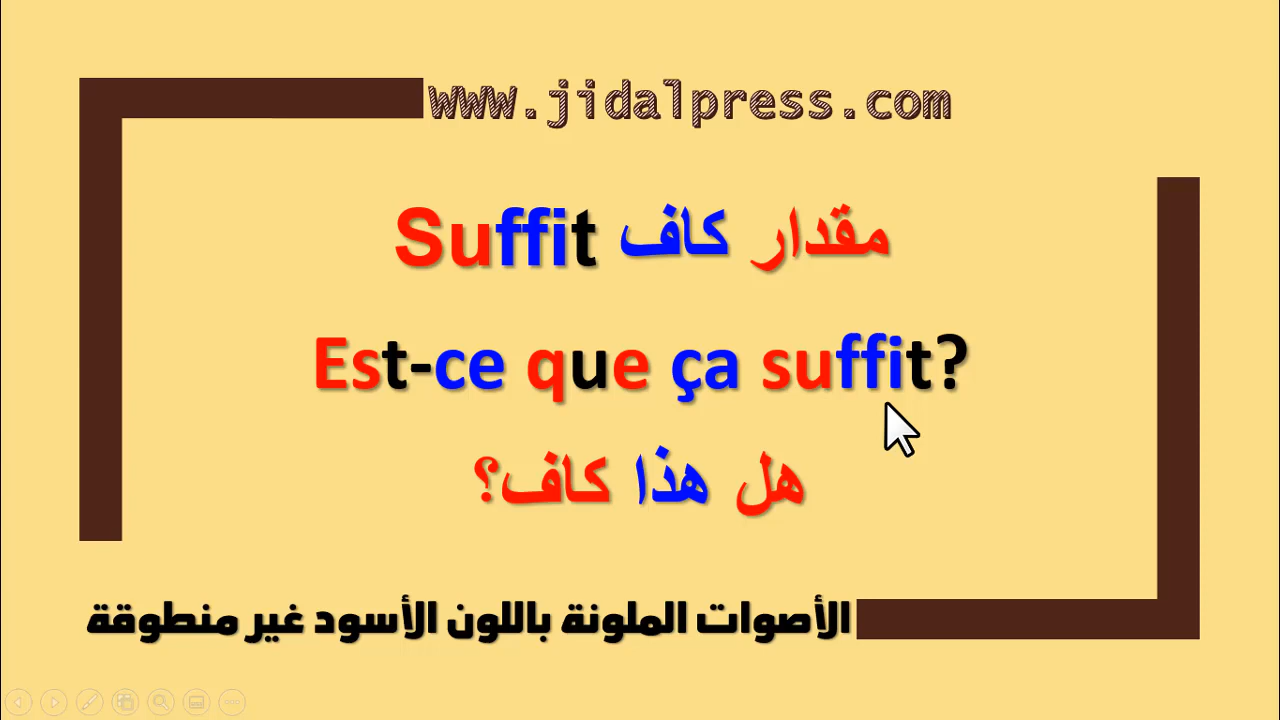 www.jidalpress.com
Suffit مقدار كاف
Est-ce que ça suffit?
هل هذا كاف؟
الأصوات الملونة باللون الأسود غير منطوقة